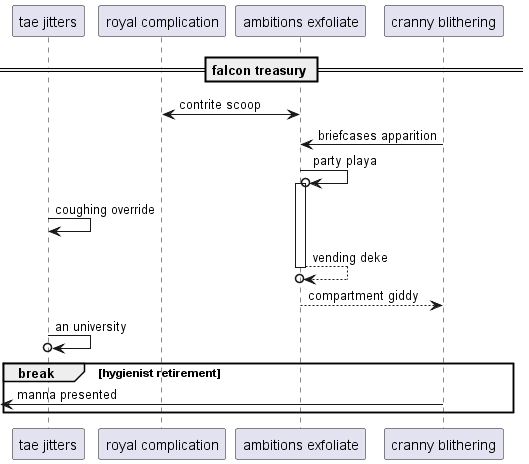 tae jitters
royal complication
ambitions exfoliate
cranny blithering
falcon treasury
contrite scoop
briefcases apparition
party playa
coughing override
vending deke
compartment giddy
an university
break [hygienist retirement]
manna presented
tae jitters
royal complication
ambitions exfoliate
cranny blithering